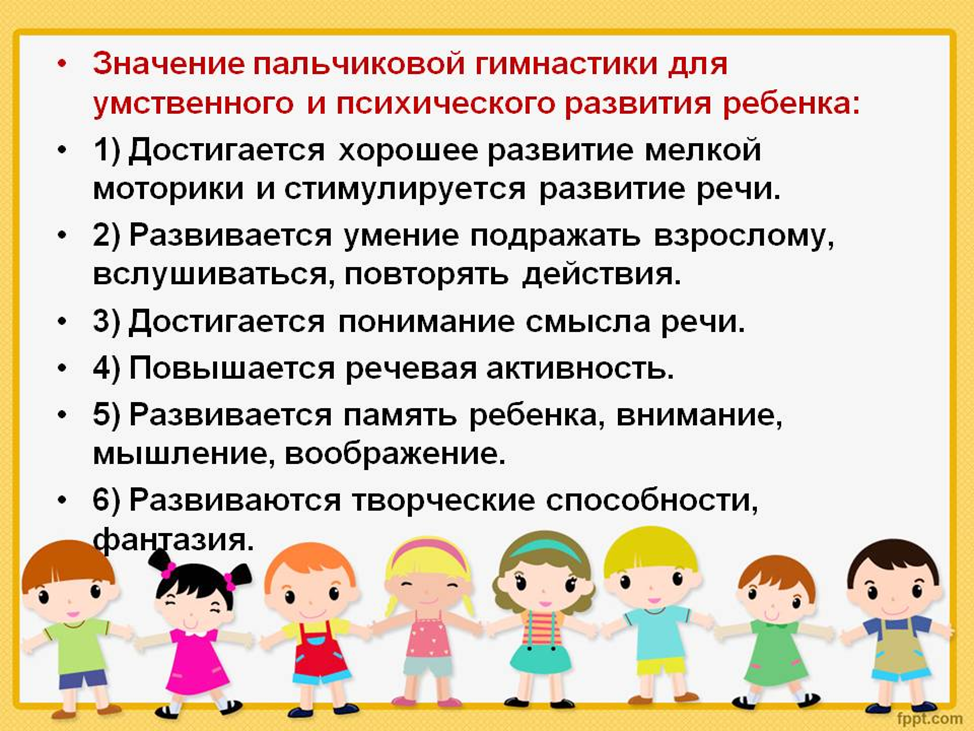 • Значение пальчиковой гимнастики для
умственного и психического развития ребенка:
• 1) Достигается хорошее развитие мелкой
моторики и стимулируется развитие речи.
• 2) Развивается умение подражать взрослому,
вслушиваться, повторять действия.
• 3) Достигается понимание смысла речи.
• 4) Повышается речевая активность.
• 5) Развивается память ребенка, внимание,
мышление, воображение.
• 6) Развиваются творческие способности,
фантазия.
fppt.com